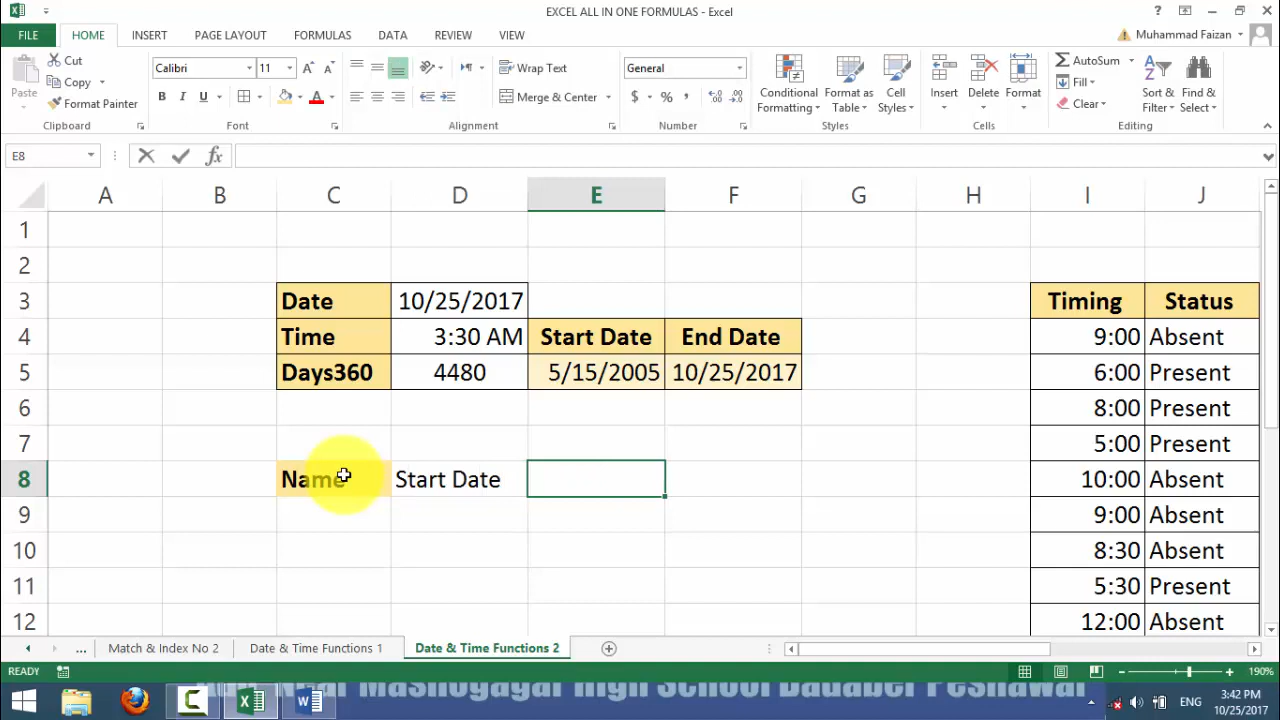 EXCEL ALL IN ONE FORMULAS - Excel
FILE HOME INSERT PAGE LAYOUT FORMULAS DATA REVIEW VIEW Muhammad Faizan
Paste Cut Copy Format Painter Clipboard
Calibri 11 B I U A Font
Wrap Text Merge & Center Alignment
General $ % , Number
Conditional Formatting Format as Table Cell Styles Styles
Insert Delete Format Cells
AutoSum Fill Clear Sort & Filter Find & Select Editing
E8 fx
A B C D E F G H I J
1
2
3 Date 10/25/2017 Timing Status
4 Time 3:30 AM Start Date End Date 9:00 Absent
5 Days360 4480 5/15/2005 10/25/2017 6:00 Present
6 8:00 Present
7 5:00 Present
8 Name Start Date 10:00 Absent
9 9:00 Absent
10 8:30 Absent
11 5:30 Present
12 12:00 Absent
... Match & Index No 2 Date & Time Functions 1 Date & Time Functions 2
READY 190%
Near Mashogagar High School Dadaber Peshawar
ENG 3:42 PM
10/25/2017